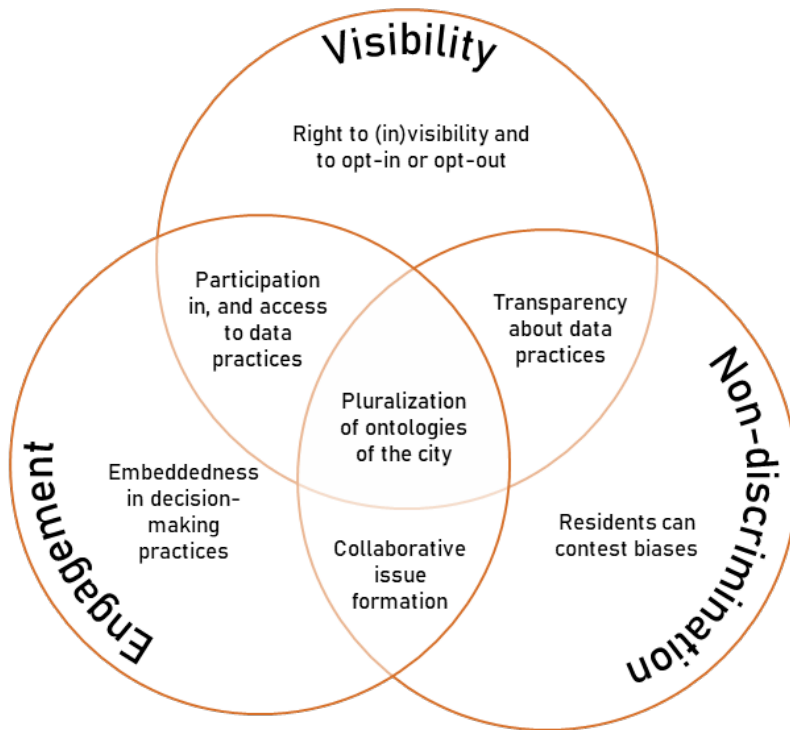 Visibility
Right to (in)visibility and
to opt-in or opt-out
Participation
in, and access
to data
practices
Transparency
about data
practices
Pluralization
of ontologies
of the city
Engagement
Embeddedness
in decision-
making
practices
Non-discrimination
Residents can
contest biases
Collaborative
issue
formation